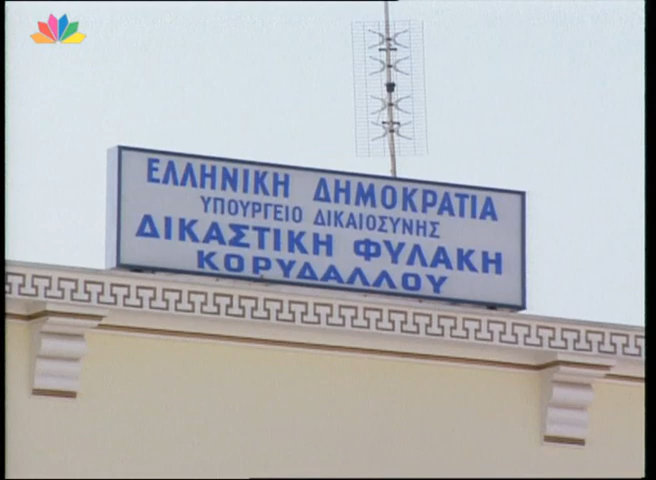 ΕΛΛΗΝΙΚΗ ΔΗΜΟΚΡΑΤΙΑ
ΥΠΟΥΡΓΕΙΟ ΔΙΚΑΙΟΣΥΝΗΣ
ΔΙΚΑΣΤΙΚΗ ΦΥΛΑΚΗ
ΚΟΡΥΔΑΛΛΟΥ